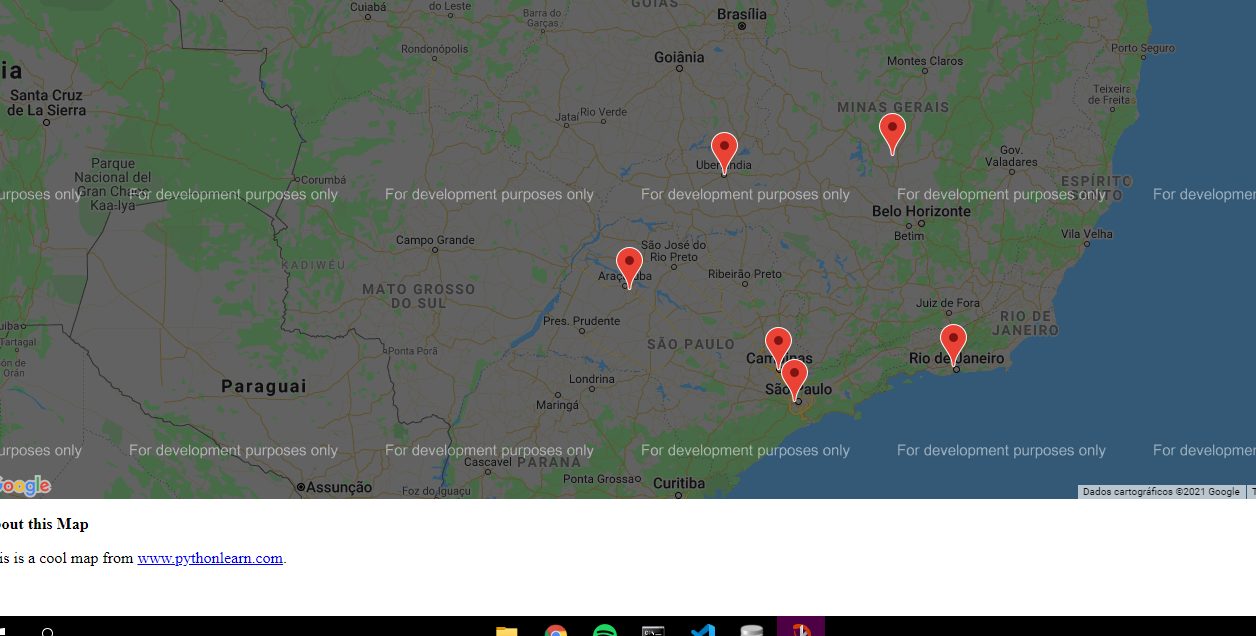 Cuiabá
do Leste
Barra do
Garças
GOIÁS
Brasília
Rondonópolis
Goiânia
Montes Claros
Porto Seguro
ia
Santa Cruz
de La Sierra
Jataí
Rio Verde
MINAS GERAIS
Teixeira
de Freitas
Parque
Nacional del
Gran Chaco
Kaa-Iya
Corumbá
Uberlândia
Gov.
Valadares
ESPÍRITO
SANTO
urposes only
For development purposes only
For development purposes only
For development purposes only
For development purposes only
For developmen
Belo Horizonte
Betim
Vila Velha
Campo Grande
São José do
Rio Preto
KADIWÉU
Araçatuba
Ribeirão Preto
MATO GROSSO
DO SUL
Juiz de Fora
RIO DE
JANEIRO
Pres. Prudente
SÃO PAULO
uiba
Tartagal
ón de
Orán
Ponta Porã
Campinas
Rio de Janeiro
Paraguai
Londrina
São Paulo
Maringá
urposes only
For development purposes only
For development purposes only
For development purposes only
For development purposes only
For developmen
Cascavel
PARANÁ
Ponta Grossa
Google
Assunção
Foz do Iguaçu
Curitiba
Dados cartográficos ©2021 Google
T
out this Map
is is a cool map from www.pythonlearn.com.